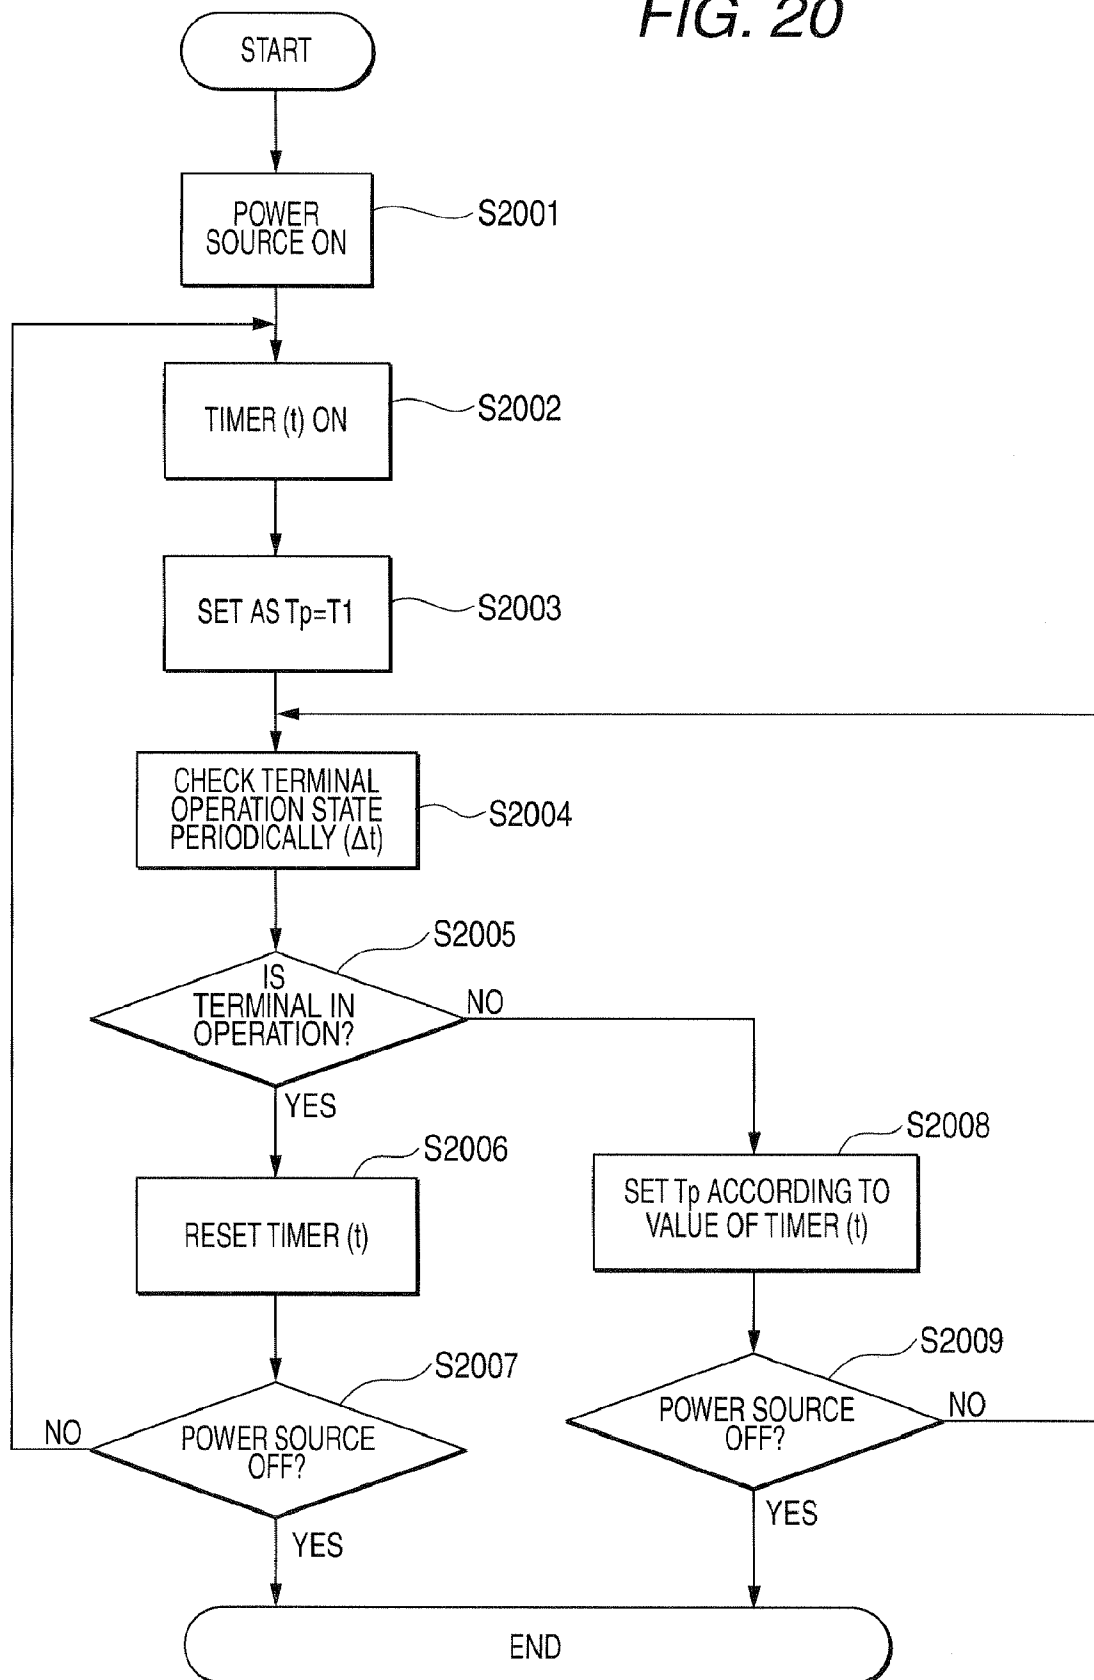 FIG. 20
START
POWER
SOURCE ON
S2001
TIMER (t) ON
S2002
SET AS Tp=T1
S2003
CHECK TERMINAL
OPERATION STATE
PERIODICALLY (Δt)
S2004
S2005
IS
TERMINAL IN
OPERATION?
NO
YES
S2006
RESET TIMER (t)
S2008
SET Tp ACCORDING TO
VALUE OF TIMER (t)
S2007
POWER SOURCE
OFF?
NO
YES
S2009
POWER SOURCE
OFF?
NO
YES
END